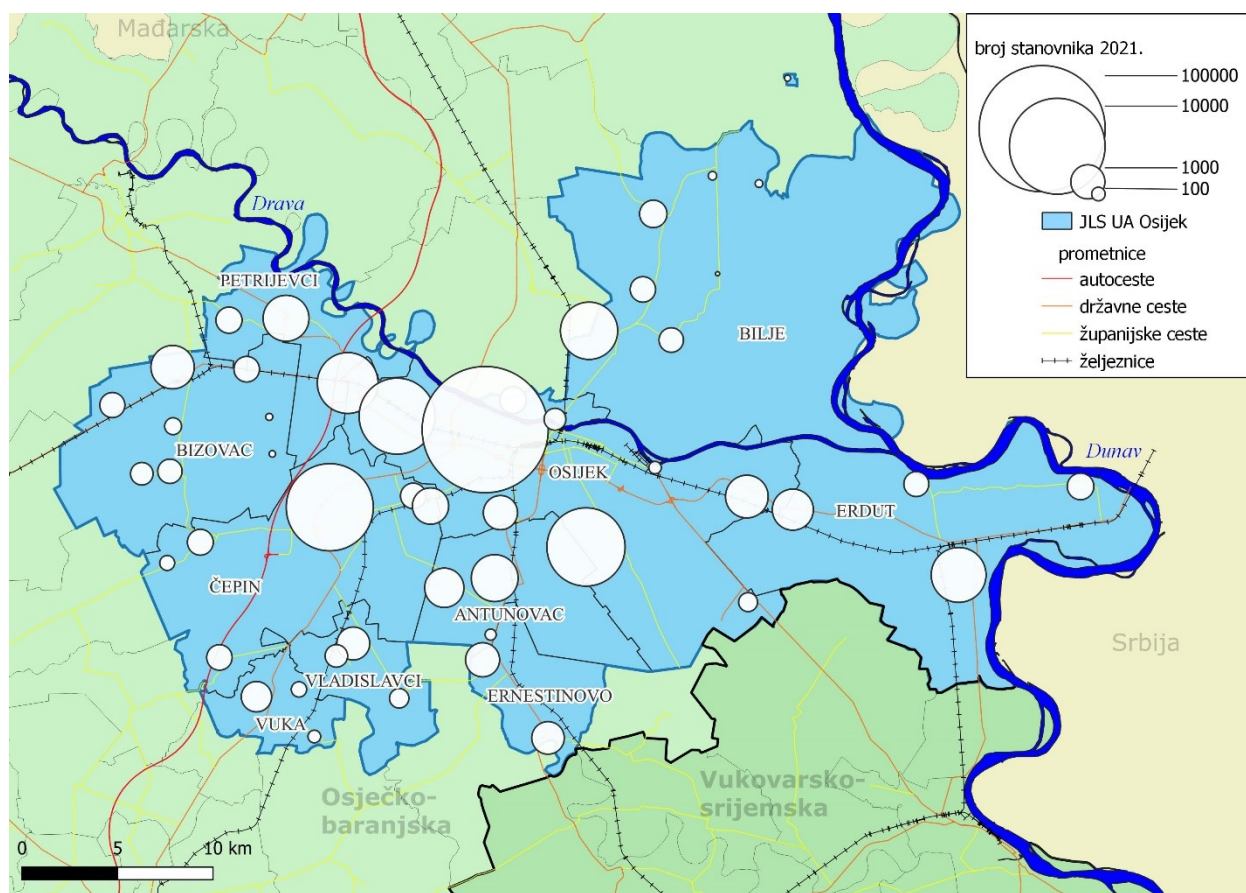 Mađarska
broj stanovnika 2021.
100000
10000
1000
100
JLS UA Osijek
prometnice
autoceste
državne ceste
županijske ceste
željeznice
Drava
PETRIJEVCI
BILJE
BIZOVAC
OSIJEK
Dunav
ERDUT
ČEPIN
ANTUNOVAC
Srbija
VLADISLAVCI
ERNESTINOVO
VUKA
Vukovarsko-
srijemska
Osječko-
baranjska
0 5 10 km